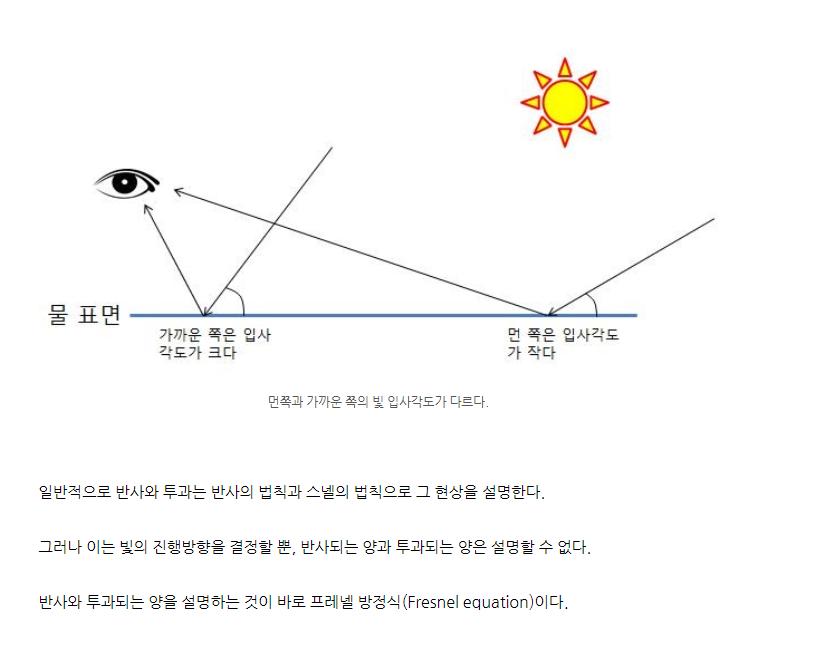 물 표면
가까운 쪽은 입사
각도가 크다
먼 쪽은 입사각도
가 작다
먼쪽과 가까운 쪽의 빛 입사각도가 다르다.
일반적으로 반사와 투과는 반사의 법칙과 스넬의 법칙으로 그 현상을 설명한다.
그러나 이는 빛의 진행방향을 결정할 뿐, 반사되는 양과 투과되는 양은 설명할 수 없다.
반사와 투과되는 양을 설명하는 것이 바로 프레넬 방정식(Fresnel equation)이다.